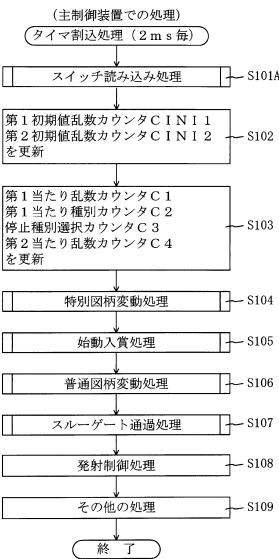 (主制御装置での処理)
タイマ割込処理(2ms毎)
スイッチ読み込み処理
S101A
第1初期値乱数カウンタCINI1
第2初期値乱数カウンタCINI2
を更新
S102
第1当たり乱数カウンタC1
第1当たり種別カウンタC2
停止種別選択カウンタC3
第2当たり乱数カウンタC4
を更新
S103
特別図柄変動処理
S104
始動入賞処理
S105
普通図柄変動処理
S106
スルーゲート通過処理
S107
発射制御処理
S108
その他の処理
S109
終 了